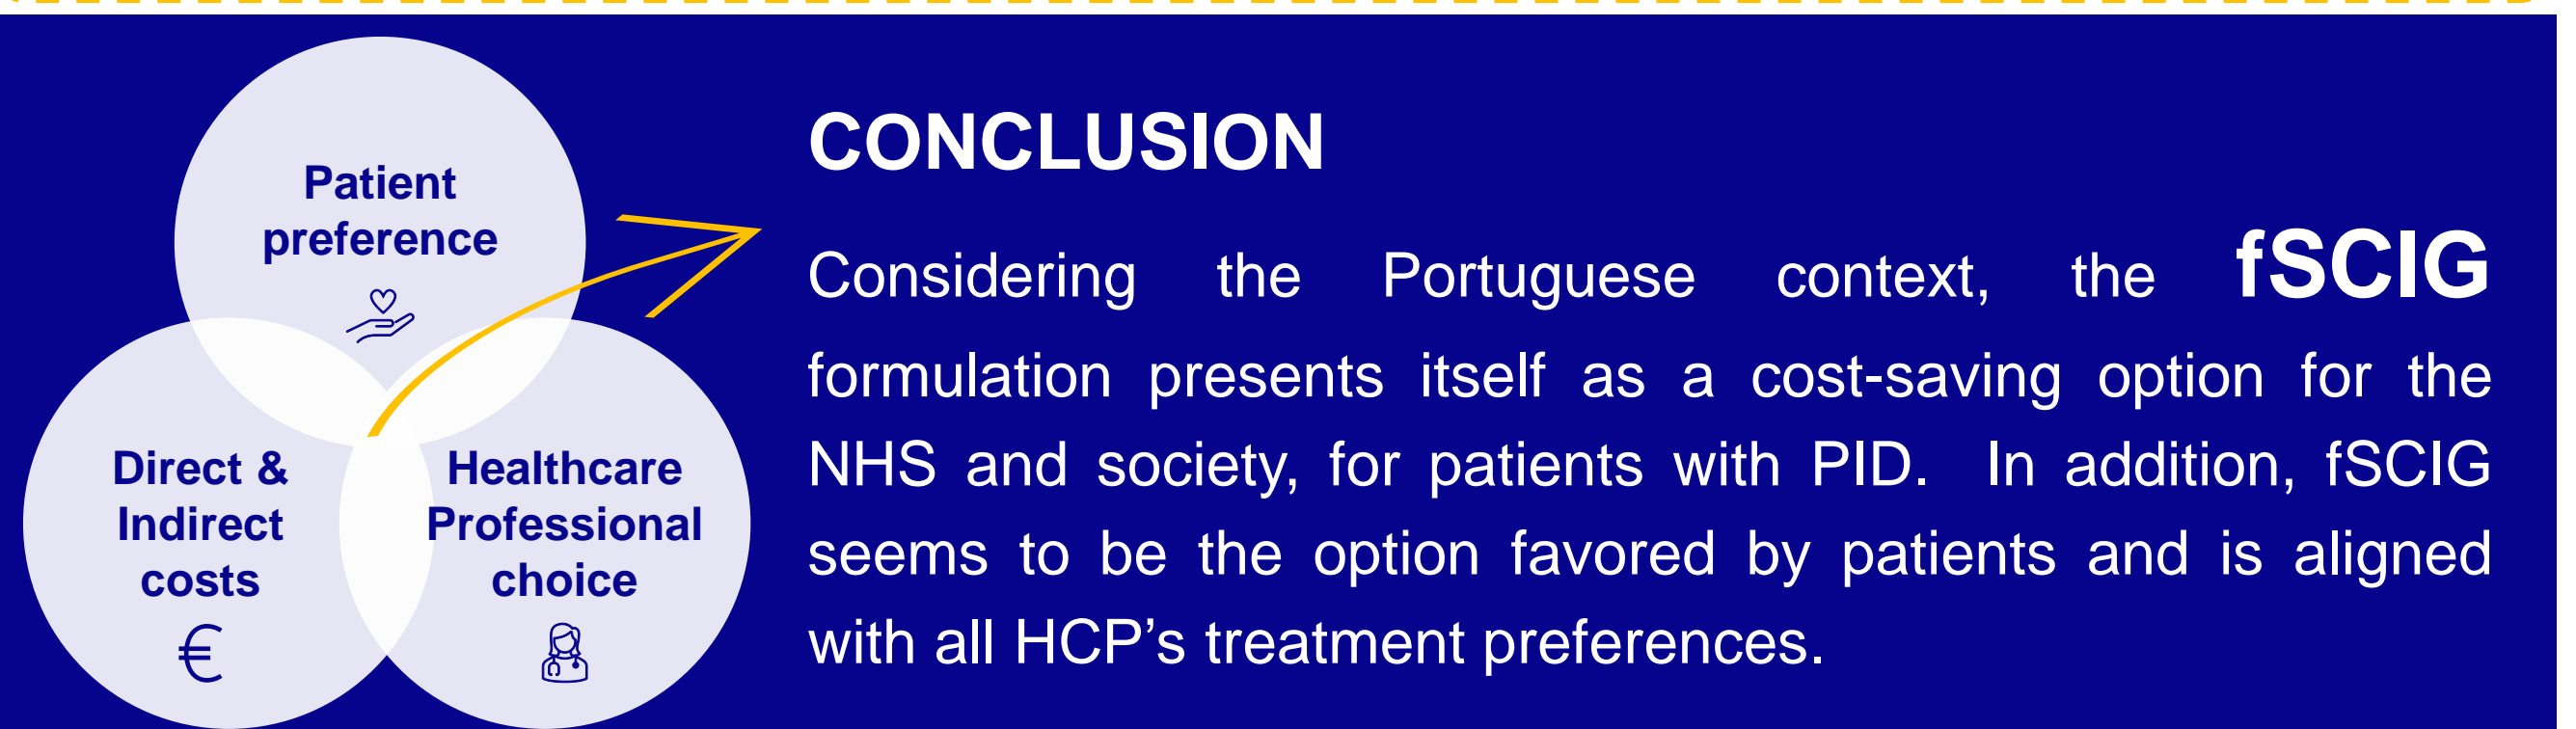 Patient
preference
Direct &
Indirect
costs
€
Healthcare
Professional
choice
CONCLUSION
Considering the Portuguese context, the fSCIG
formulation presents itself as a cost-saving option for the
NHS and society, for patients with PID. In addition, fSCIG
seems to be the option favored by patients and is aligned
with all HCP’s treatment preferences.